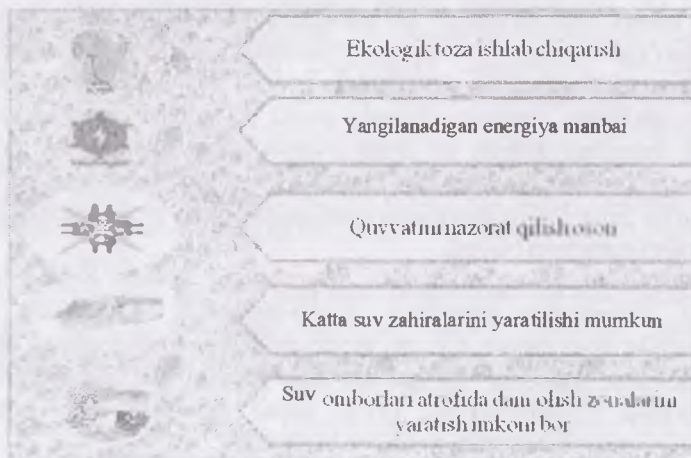 Ekologik toza ishlab chiqarish
Yangilanadigan energiya manbai
Quvvatni nazorat qilish oson
Katta suv zahiralarini yaratilishi mumkun
Suv omborlari atrofida dam olish zonalarini
yaratish imkoni bor